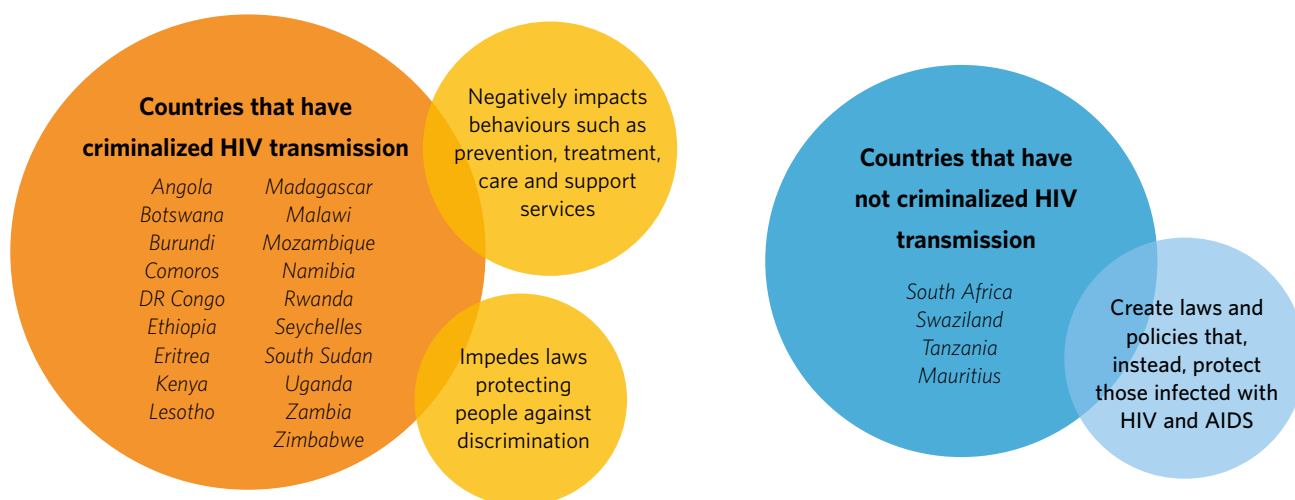 Countries that have
criminalized HIV transmission
Angola
Botswana
Burundi
Comoros
DR Congo
Ethiopia
Eritrea
Kenya
Lesotho
Madagascar
Malawi
Mozambique
Namibia
Rwanda
Seychelles
South Sudan
Uganda
Zambia
Zimbabwe
Negatively impacts
behaviours such as
prevention, treatment,
care and support
services
Impedes laws
protecting
people against
discrimination
Countries that have
not criminalized HIV
transmission
South Africa
Swaziland
Tanzania
Mauritius
Create laws and
policies that,
instead, protect
those infected with
HIV and AIDS